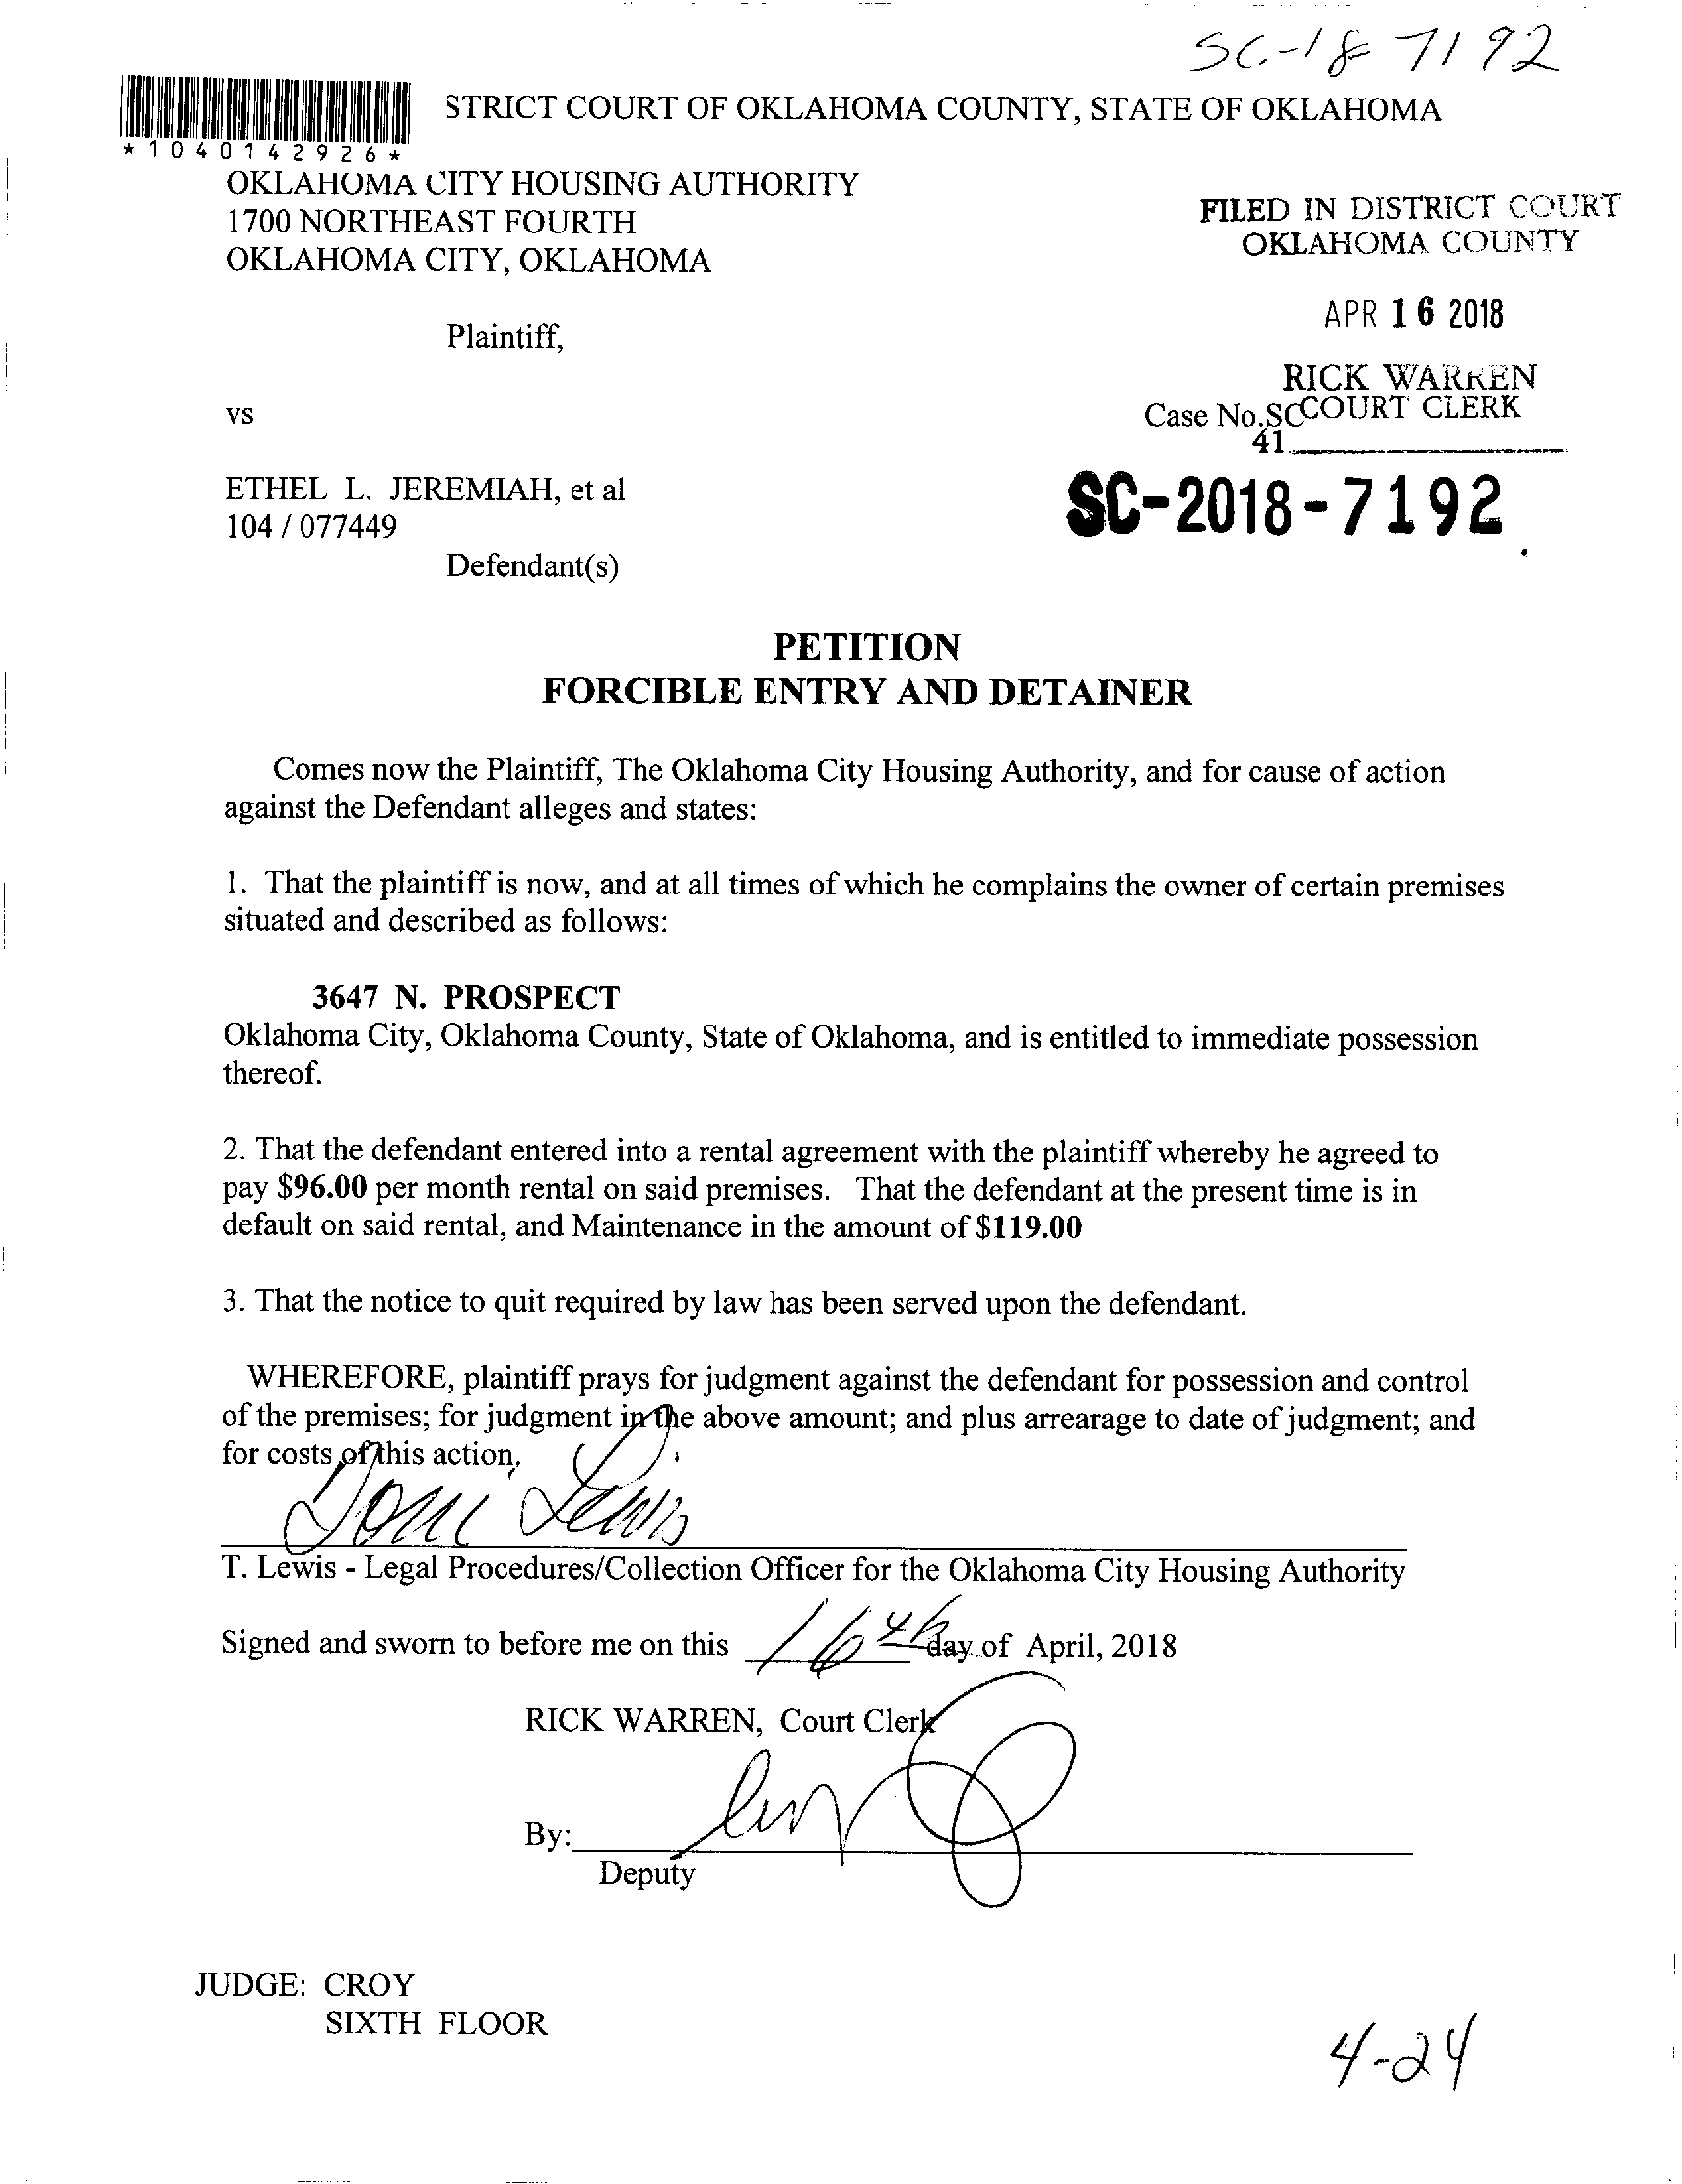 SC-18 7192
STRICT COURT OF OKLAHOMA COUNTY, STATE OF OKLAHOMA
*1040142926*
OKLAHOMA CITY HOUSING AUTHORITY
1700 NORTHEAST FOURTH
OKLAHOMA CITY, OKLAHOMA
FILED IN DISTRICT COURT
OKLAHOMA COUNTY
APR 16 2018
Plaintiff,
RICK WARREN
COURT CLERK
vs
Case No.SC
41
ETHEL L. JEREMIAH, et al
104 / 077449
SC-2018-7192
Defendant(s)
PETITION
FORCIBLE ENTRY AND DETAINER
Comes now the Plaintiff, The Oklahoma City Housing Authority, and for cause of action
against the Defendant alleges and states:
1. That the plaintiff is now, and at all times of which he complains the owner of certain premises
situated and described as follows:
3647 N. PROSPECT
Oklahoma City, Oklahoma County, State of Oklahoma, and is entitled to immediate possession
thereof.
2. That the defendant entered into a rental agreement with the plaintiff whereby he agreed to
pay $96.00 per month rental on said premises. That the defendant at the present time is in
default on said rental, and Maintenance in the amount of $119.00
3. That the notice to quit required by law has been served upon the defendant.
WHEREFORE, plaintiff prays for judgment against the defendant for possession and control
of the premises; for judgment in the above amount; and plus arrearage to date of judgment; and
for costs of this action.
Toni Lewis
T. Lewis - Legal Procedures/Collection Officer for the Oklahoma City Housing Authority
Signed and sworn to before me on this 16th day of April, 2018
RICK WARREN, Court Clerk
By:
Deputy
JUDGE: CROY
SIXTH FLOOR
4-24